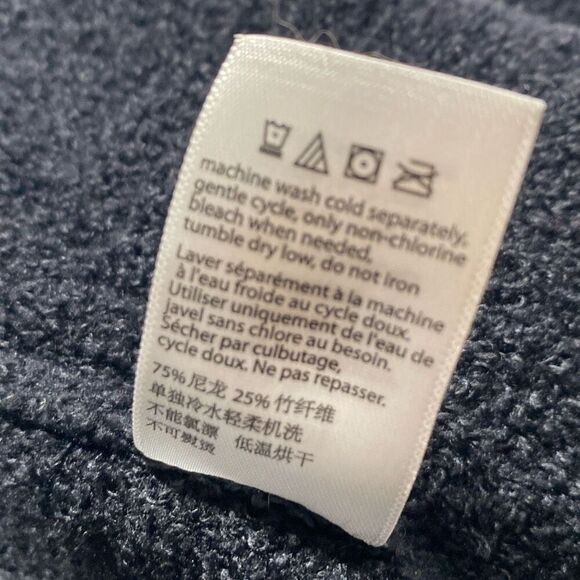 machine wash cold separately,
gentle cycle, only non-chlorine
bleach when needed,
tumble dry low, do not iron
Laver séparément à la machine
à l'eau froide au cycle doux.
Utiliser uniquement de l'eau de
javel sans chlore au besoin.
Sécher par culbutage,
cycle doux. Ne pas repasser.
75% 尼龙 25% 竹纤维
单独冷水轻柔机洗
不能氯漂 低温烘干
不可熨烫